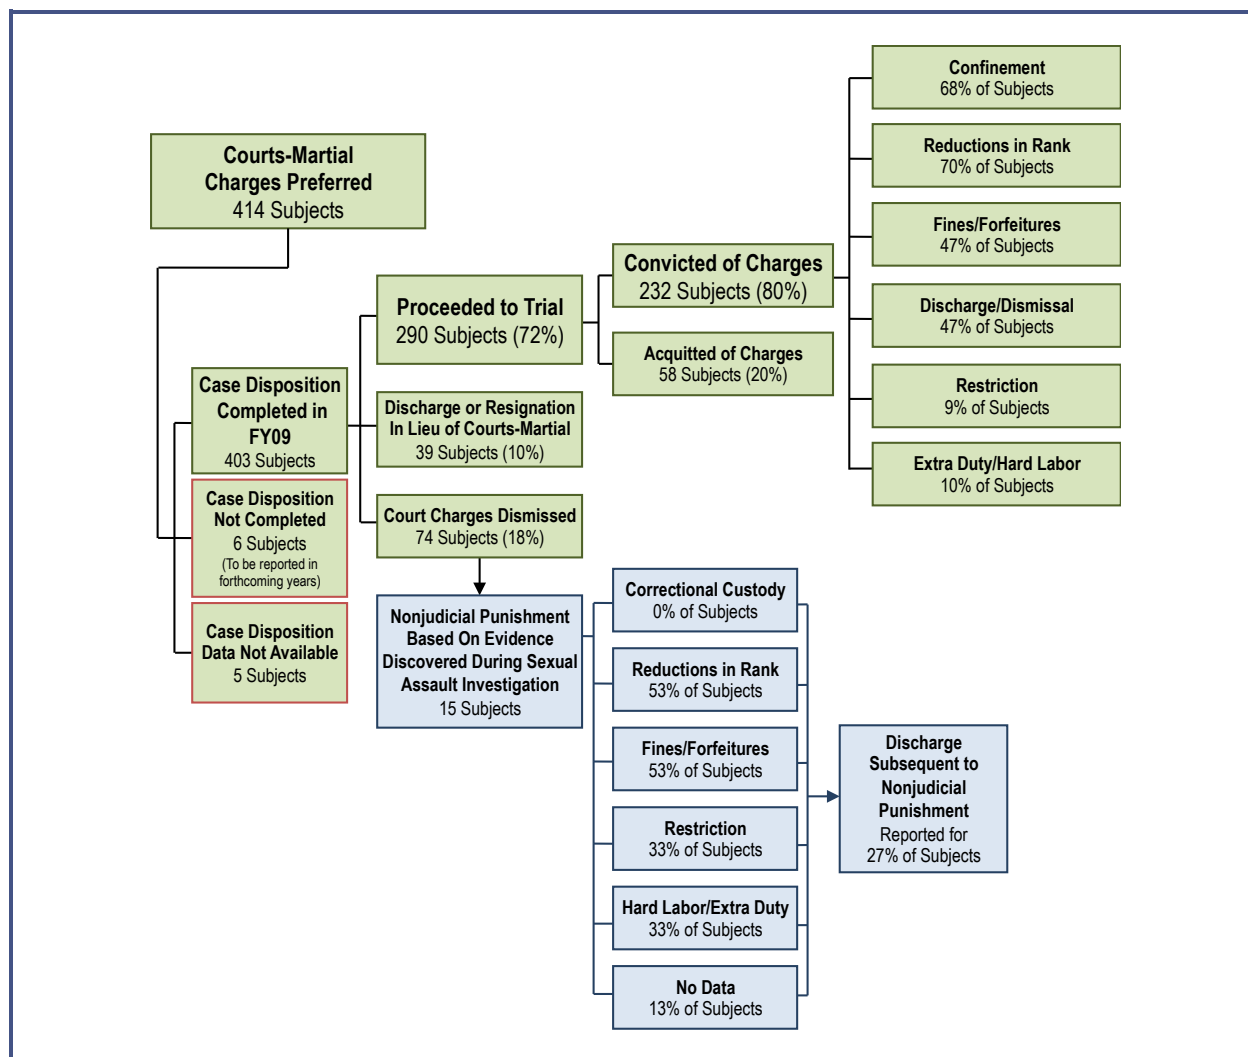 Courts-Martial
Charges Preferred
414 Subjects
Case Disposition
Completed in
FY09
403 Subjects
Case Disposition
Not Completed
6 Subjects
(To be reported in
forthcoming years)
Case Disposition
Data Not Available
5 Subjects
Proceeded to Trial
290 Subjects (72%)
Discharge or Resignation
In Lieu of Courts-Martial
39 Subjects (10%)
Court Charges Dismissed
74 Subjects (18%)
Convicted of Charges
232 Subjects (80%)
Acquitted of Charges
58 Subjects (20%)
Confinement
68% of Subjects
Reductions in Rank
70% of Subjects
Fines/Forfeitures
47% of Subjects
Discharge/Dismissal
47% of Subjects
Restriction
9% of Subjects
Extra Duty/Hard Labor
10% of Subjects
Nonjudicial Punishment
Based On Evidence
Discovered During Sexual
Assault Investigation
15 Subjects
Correctional Custody
0% of Subjects
Reductions in Rank
53% of Subjects
Fines/Forfeitures
53% of Subjects
Restriction
33% of Subjects
Hard Labor/Extra Duty
33% of Subjects
No Data
13% of Subjects
Discharge
Subsequent to
Nonjudicial
Punishment
Reported for
27% of Subjects